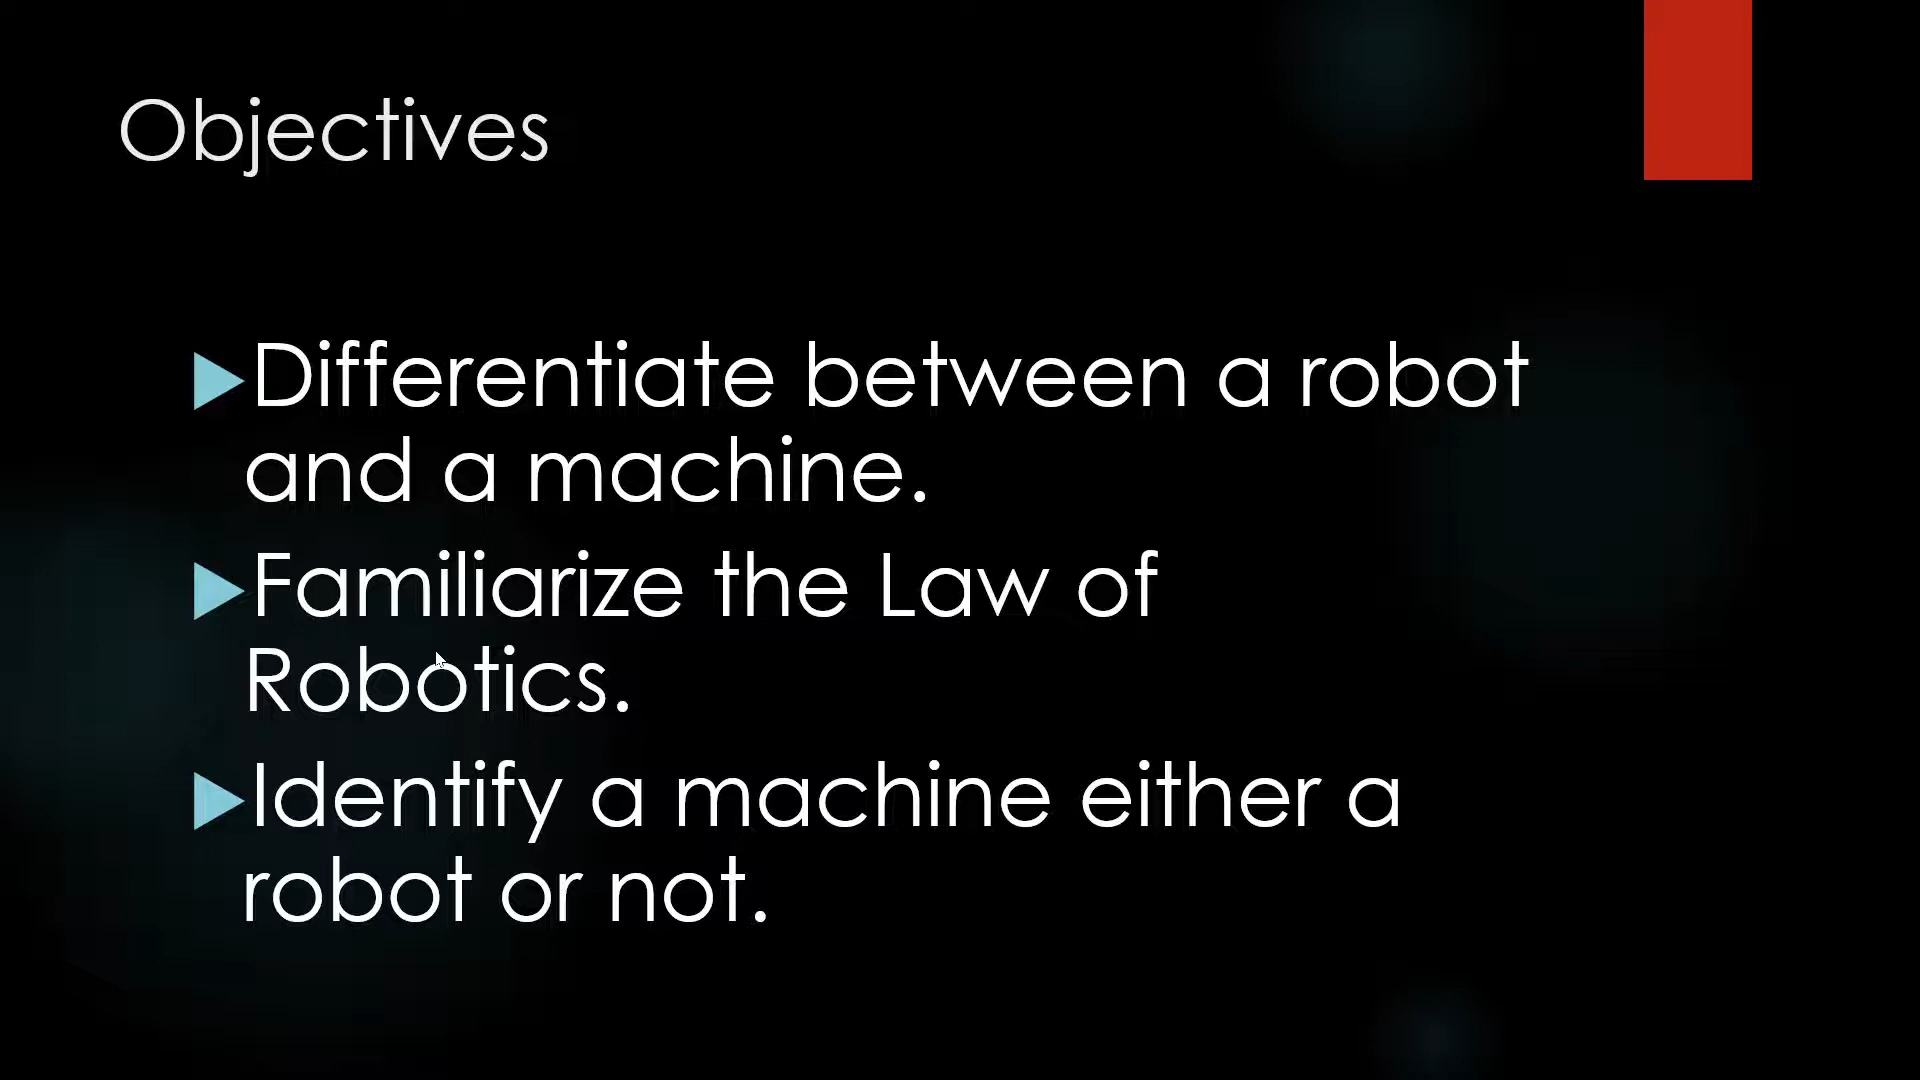 Objectives
Differentiate between a robot
and a machine.
Familiarize the Law of
Robotics.
Identify a machine either a
robot or not.